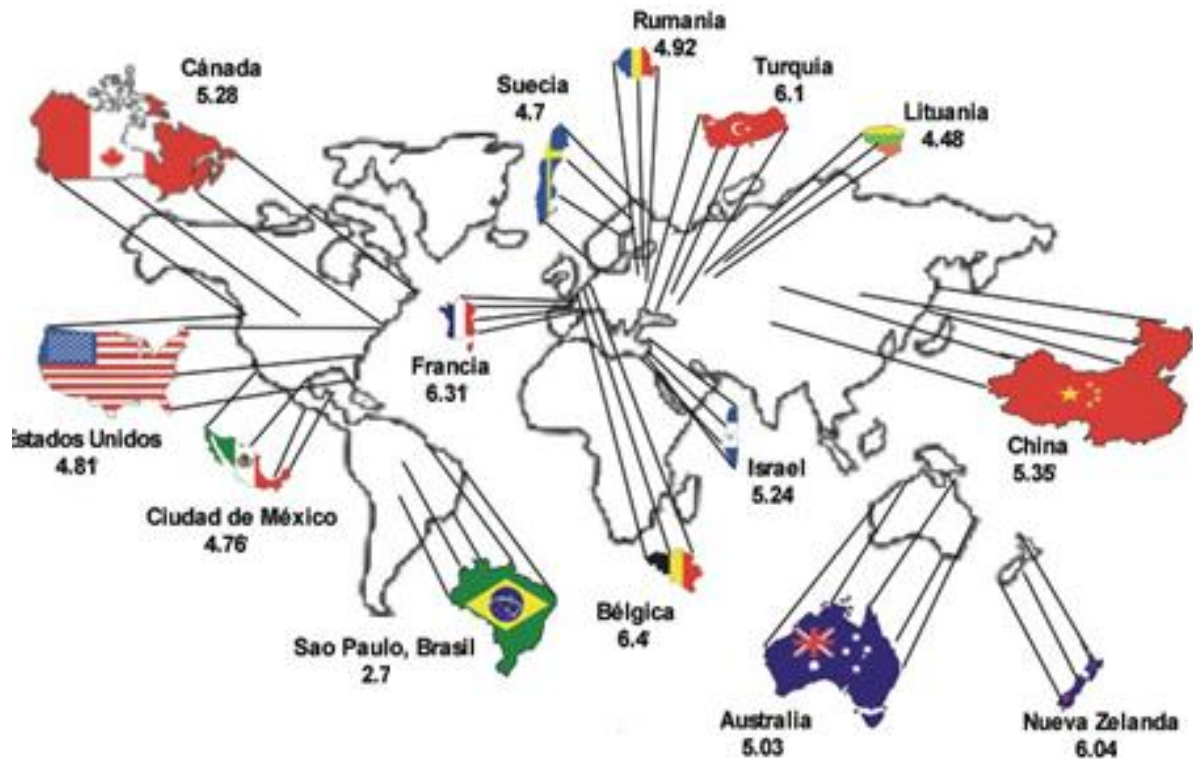 Rumania
4.92
Cánada
5.28
Suecia
4.7
Turquia
6.1
Lituania
4.48
Francia
6.31
Estados Unidos
4.81
China
5.35
Israel
5.24
Ciudad de México
4.76
Bélgica
6.4
Sao Paulo, Brasil
2.7
Australia
5.03
Nueva Zelanda
6.04